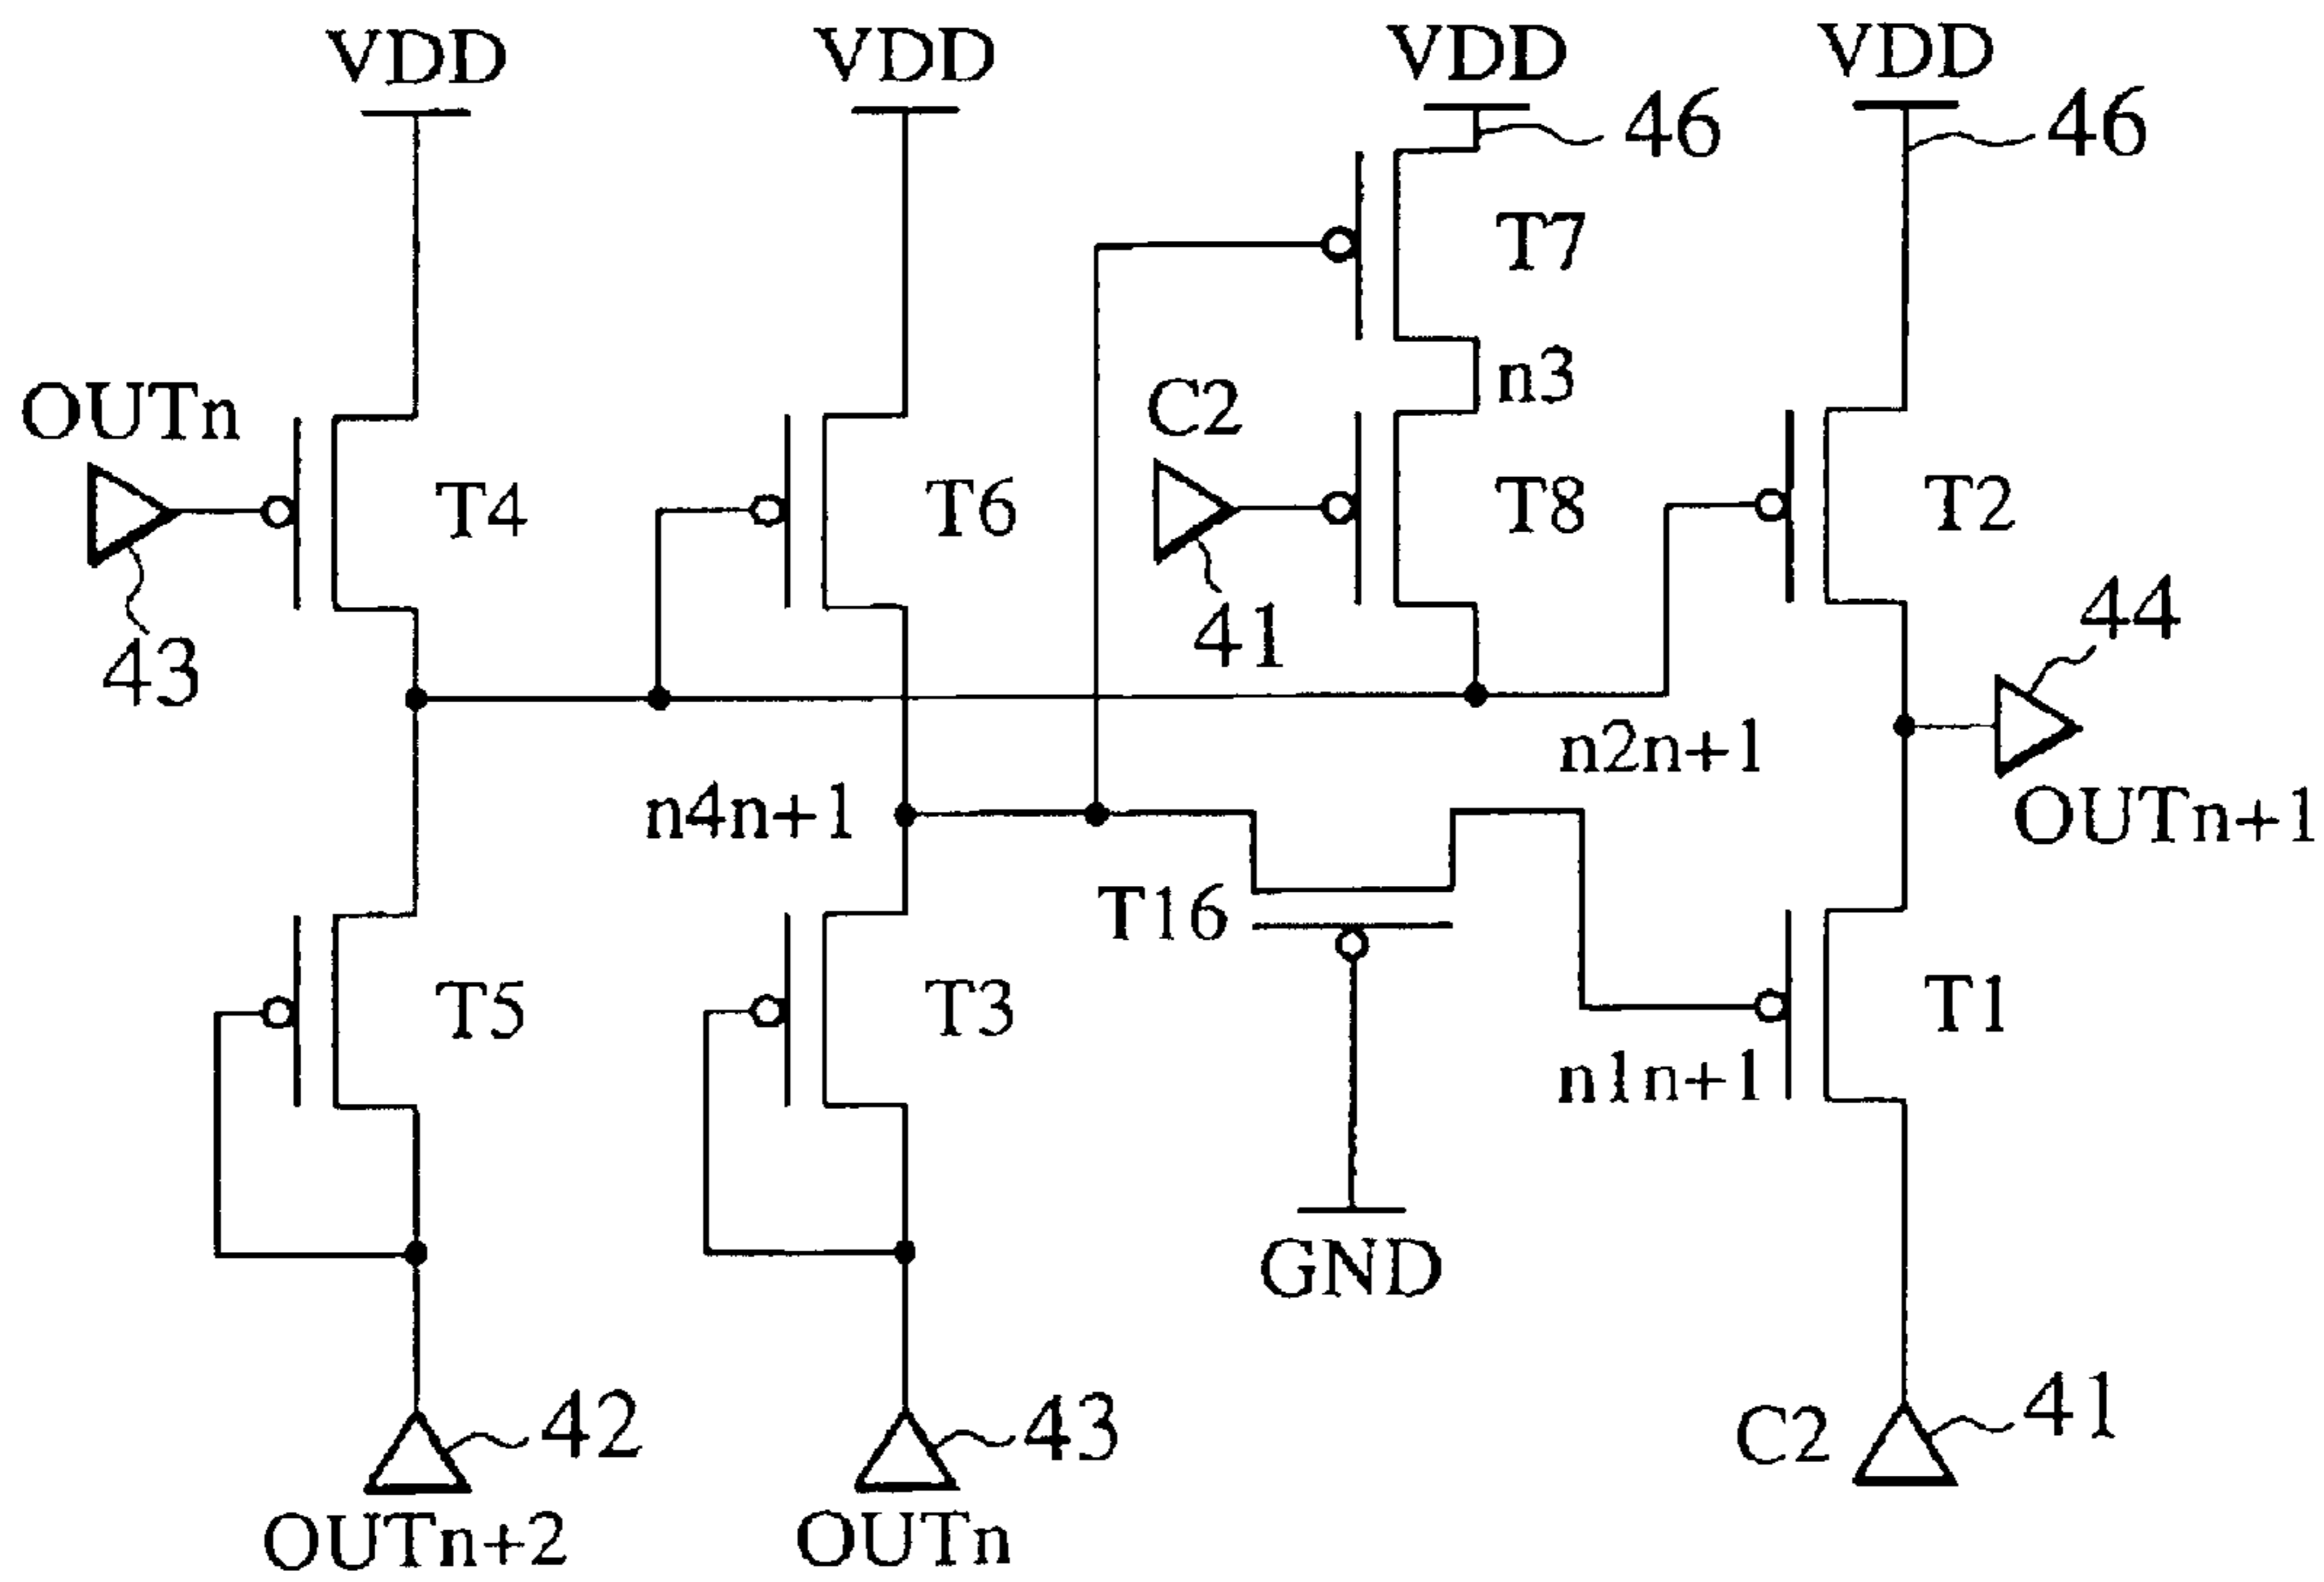 VDD
VDD
VDD
VDD
46
46
T7
OUTn
n3
C2
T4
T6
T8
T2
43
41
44
n2n+1
n4n+1
OUTn+1
T16
T5
T3
T1
n1n+1
GND
42
43
C2
41
OUTn+2
OUTn